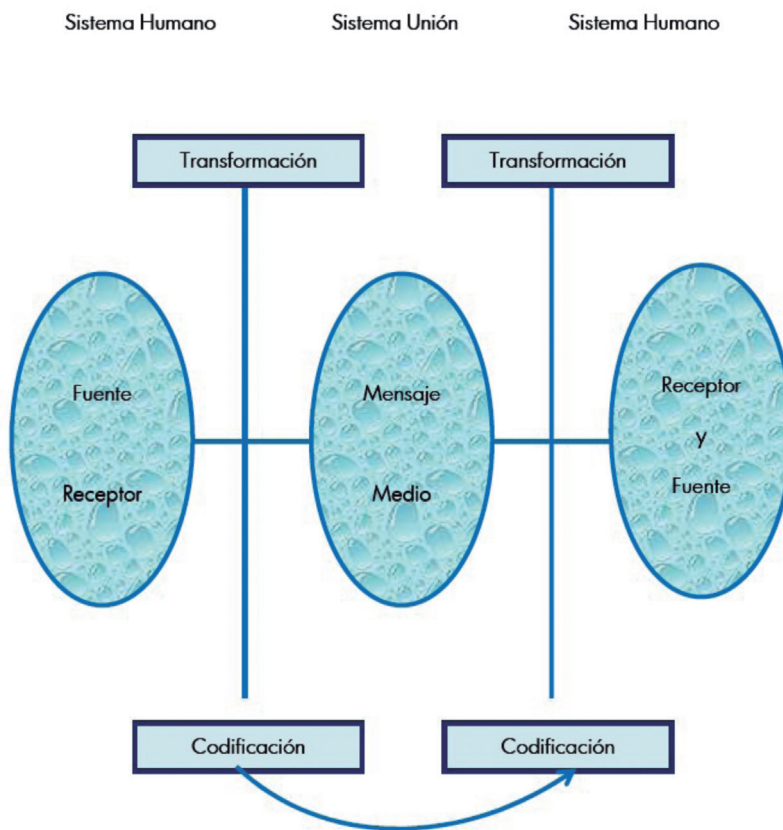 Sistema Humano
Sistema Unión
Sistema Humano
Transformación
Transformación
Fuente
Receptor
Mensaje
Medio
Receptor
y
Fuente
Codificación
Codificación